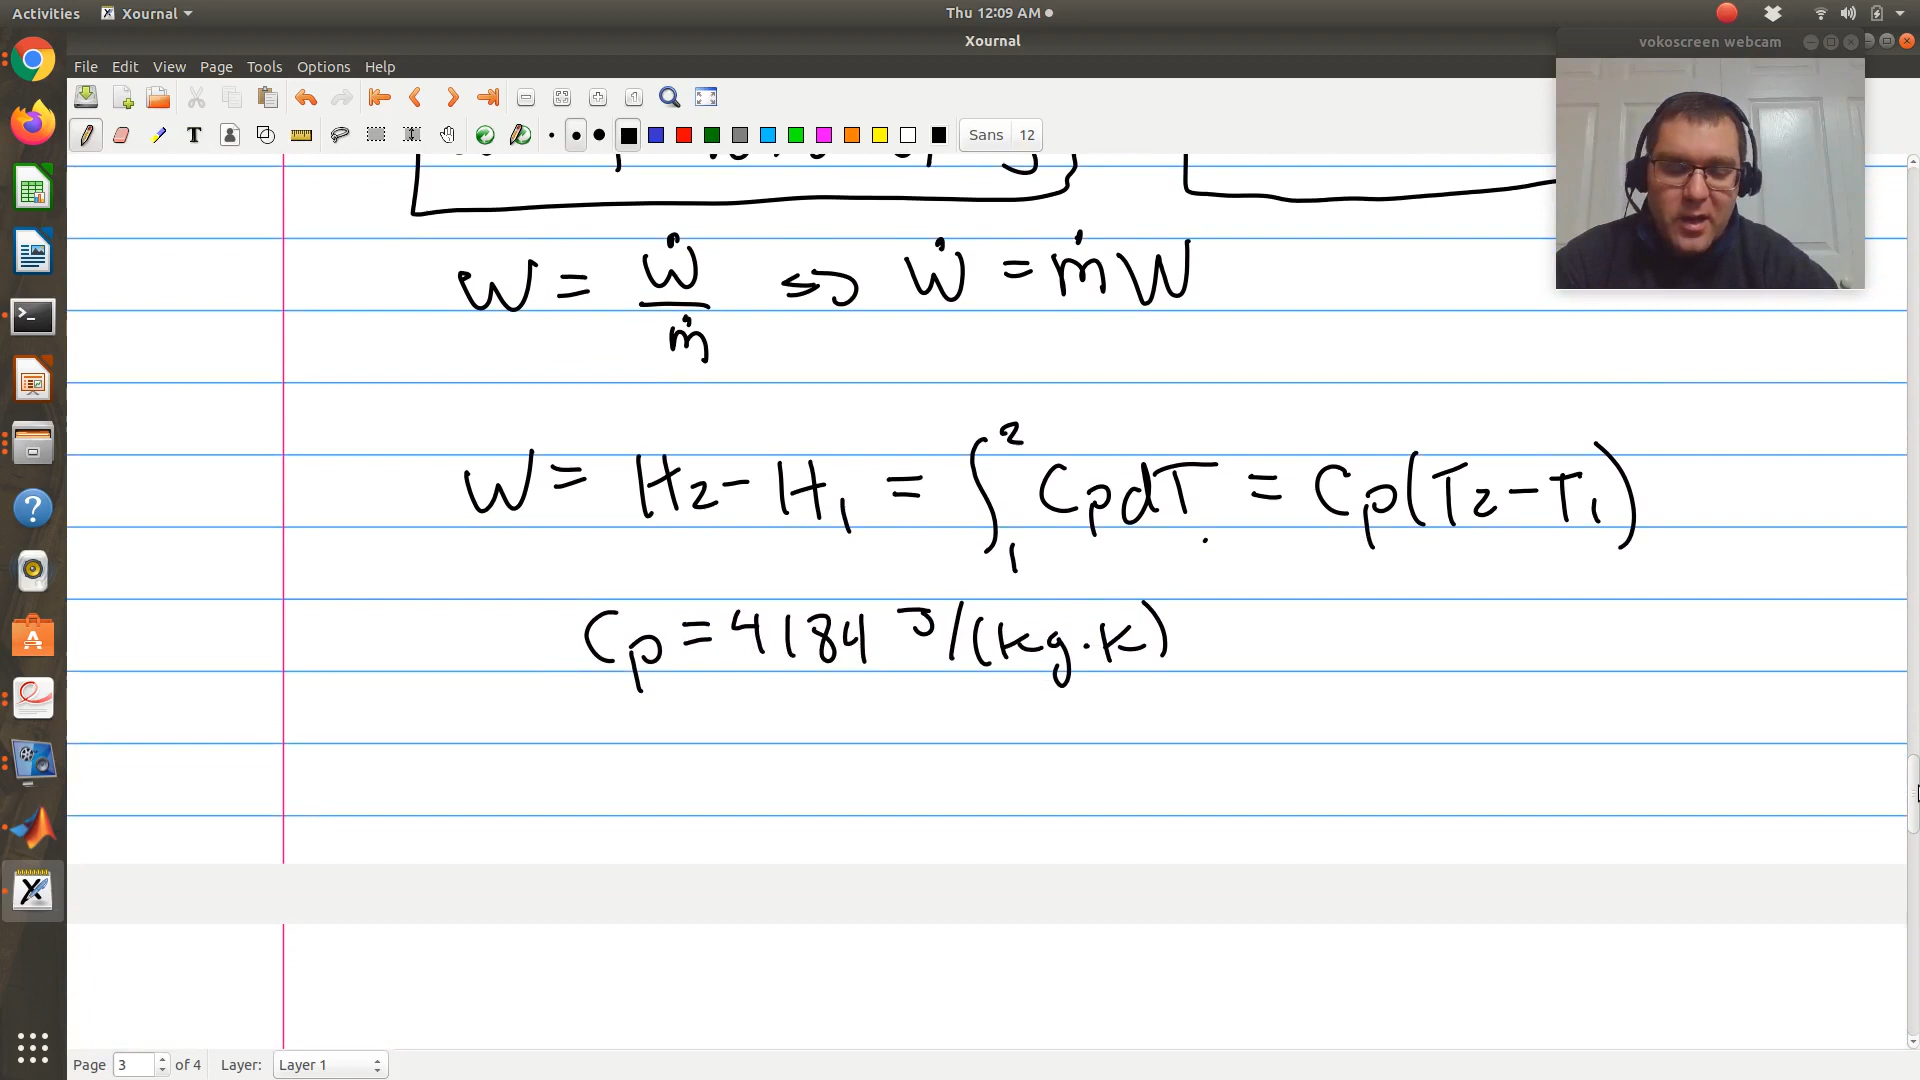 Activities Xournal Thu 12:09 AM
Xournal
vokoscreen webcam
File Edit View Page Tools Options Help
Sans 12
W = Ẇ/ṁ ⇔ Ẇ = ṁW
W = H₂ - H₁ = ∫₁² CpdT = Cp(T₂ - T₁)
Cp = 4184 J/(kg·K)
Page 3 of 4 Layer: Layer 1